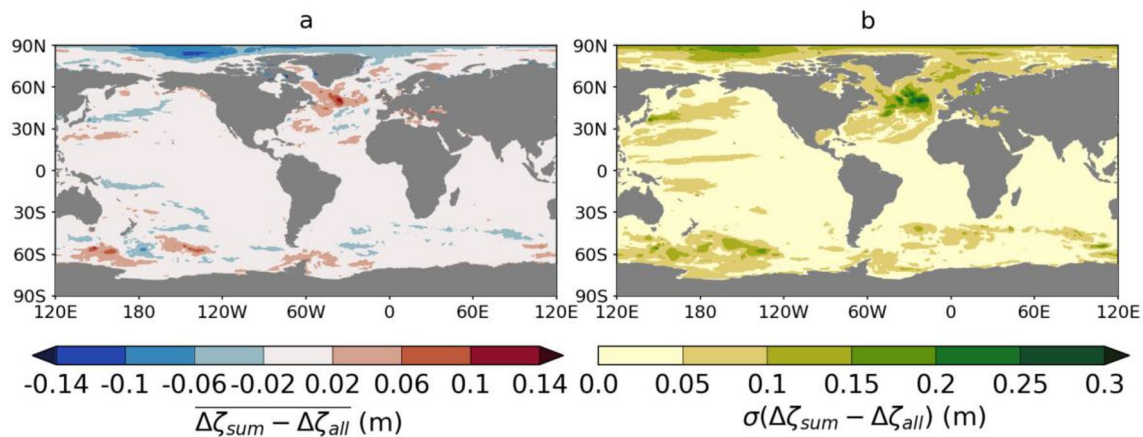 a b
90N 90N
60N 60N
30N 30N
0 0
30S 30S
60S 60S
90S 90S
120E 180 120W 60W 0 60E 120E 120E 180 120W 60W 0 60E 120E
-0.14 -0.1 -0.06 -0.02 0.02 0.06 0.1 0.14 0.0 0.05 0.1 0.15 0.2 0.25 0.3
Δζsum − Δζall (m) σ(Δζsum − Δζall) (m)